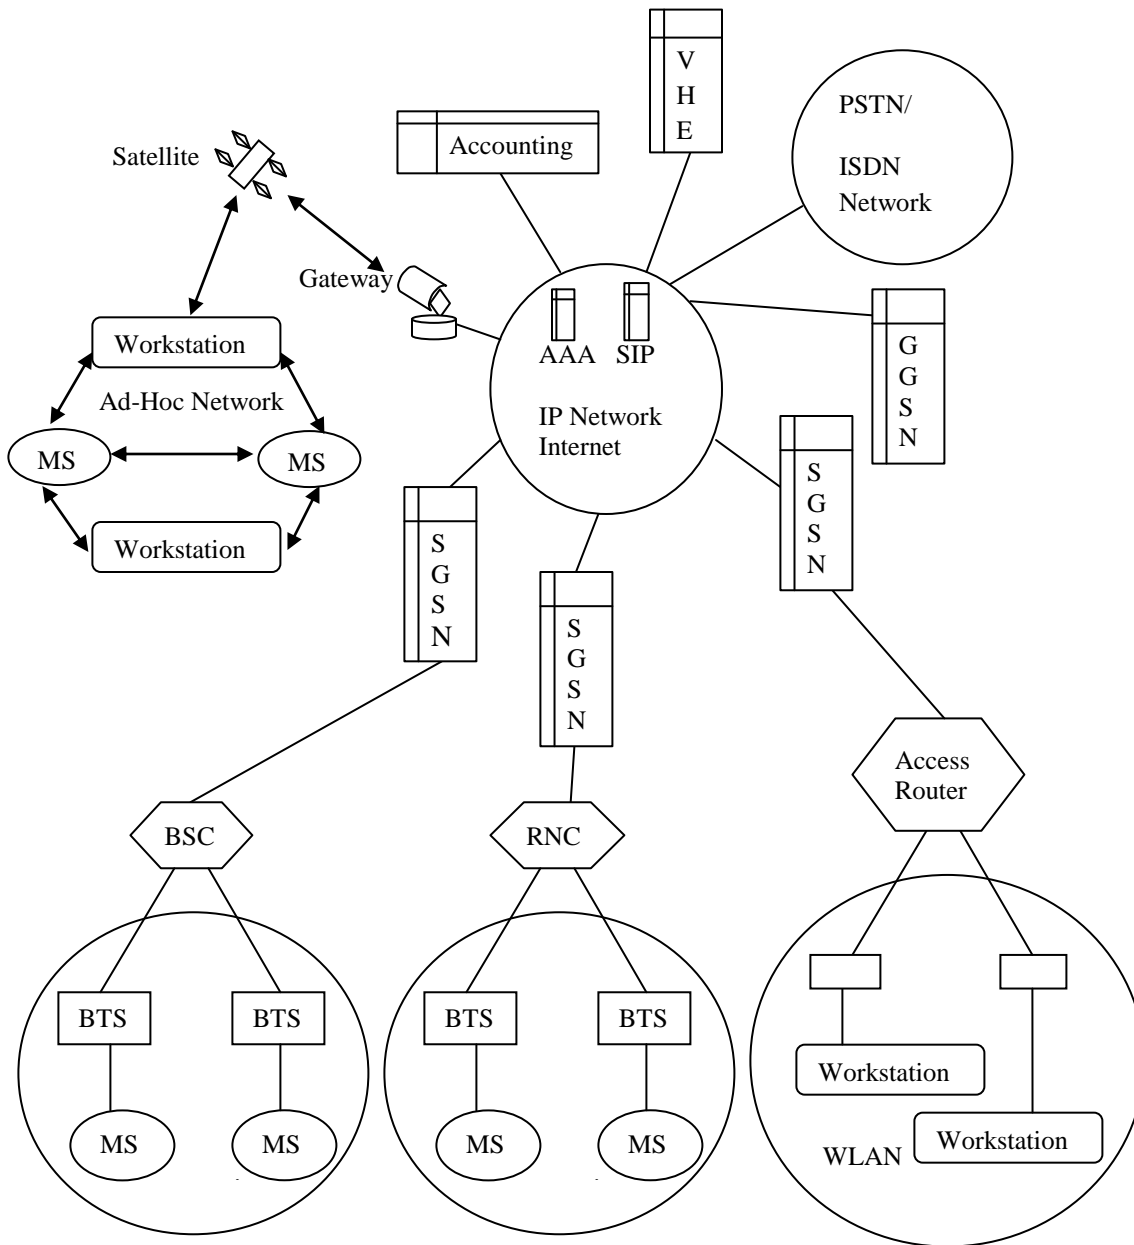 V
H
E
PSTN/
ISDN
Network
Accounting
Satellite
Gateway
Workstation
Ad-Hoc Network
MS
MS
Workstation
AAA
SIP
IP Network
Internet
G
G
S
N
S
G
S
N
S
G
S
N
S
G
S
N
Access
Router
BSC
RNC
BTS
BTS
BTS
BTS
MS
MS
MS
MS
Workstation
Workstation
WLAN